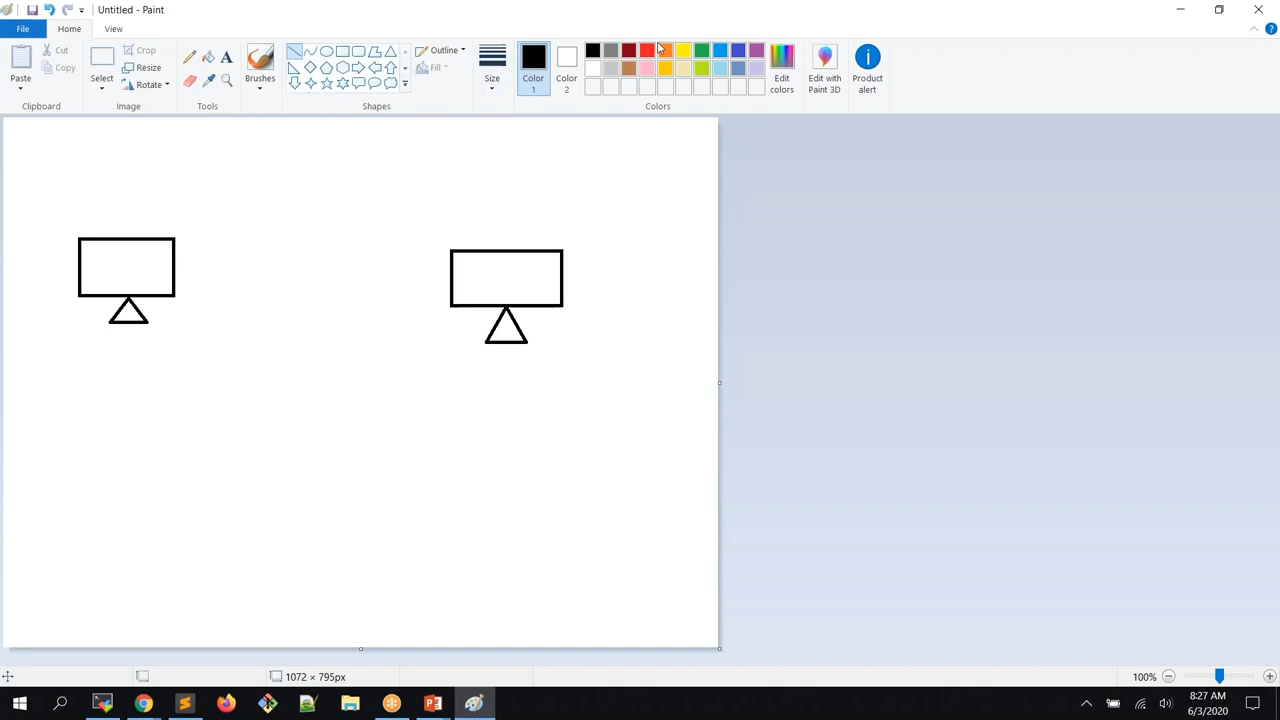 Untitled - Paint
File
Home
View
Paste
Cut
Copy
Clipboard
Select
Crop
Resize
Rotate
Image
Tools
Brushes
Shapes
Outline
Fill
Size
Color 1
Color 2
Colors
Edit colors
Edit with Paint 3D
Product alert
1072 × 795px
100%
8:27 AM
6/3/2020